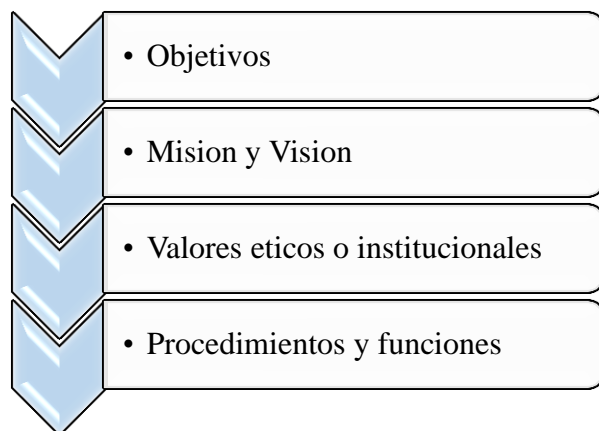 • Objetivos
• Mision y Vision
• Valores eticos o institucionales
• Procedimientos y funciones